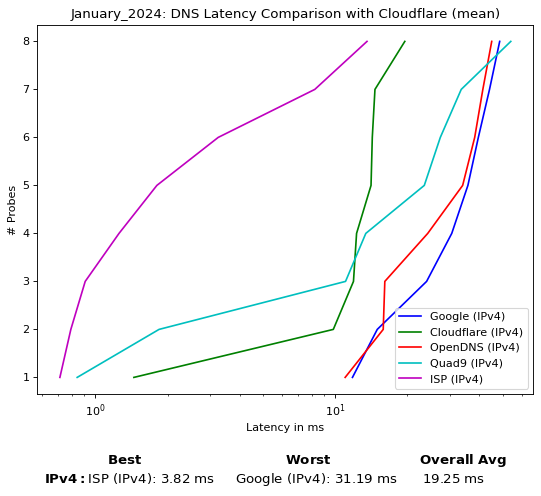 January_2024: DNS Latency Comparison with Cloudflare (mean)
8
7
6
5
4
3
2
1
# Probes
Google (IPv4)
Cloudflare (IPv4)
OpenDNS (IPv4)
Quad9 (IPv4)
ISP (IPv4)
10⁰ 10¹
Latency in ms
Best Worst Overall Avg
IPv4: ISP (IPv4): 3.82 ms Google (IPv4): 31.19 ms 19.25 ms